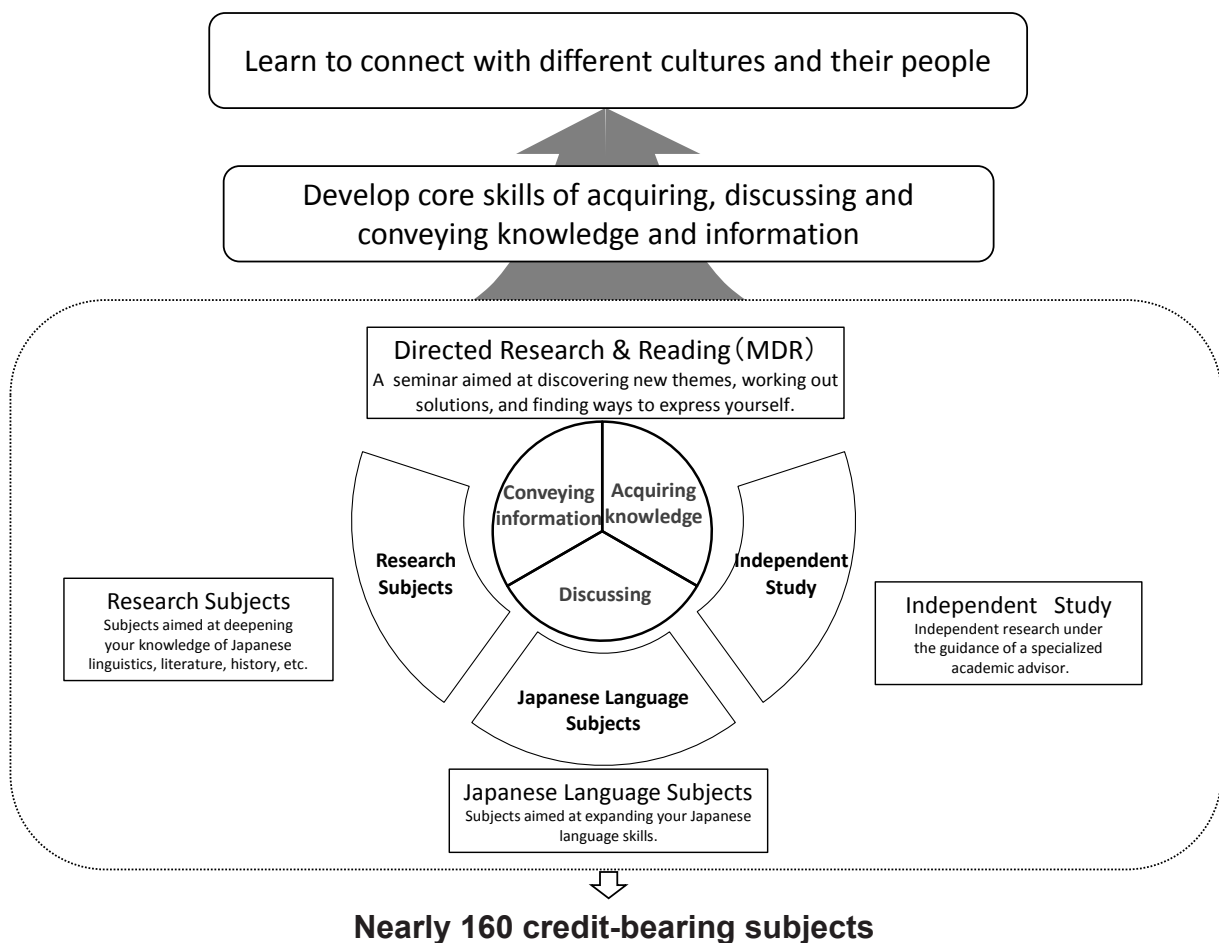 Learn to connect with different cultures and their people
Develop core skills of acquiring, discussing and
conveying knowledge and information
Directed Research & Reading（MDR）
A seminar aimed at discovering new themes, working out
solutions, and finding ways to express yourself.
Conveying
information
Acquiring
knowledge
Discussing
Research
Subjects
Independent
Study
Japanese Language
Subjects
Research Subjects
Subjects aimed at deepening
your knowledge of Japanese
linguistics, literature, history, etc.
Independent Study
Independent research under
the guidance of a specialized
academic advisor.
Japanese Language Subjects
Subjects aimed at expanding your Japanese
language skills.
Nearly 160 credit-bearing subjects